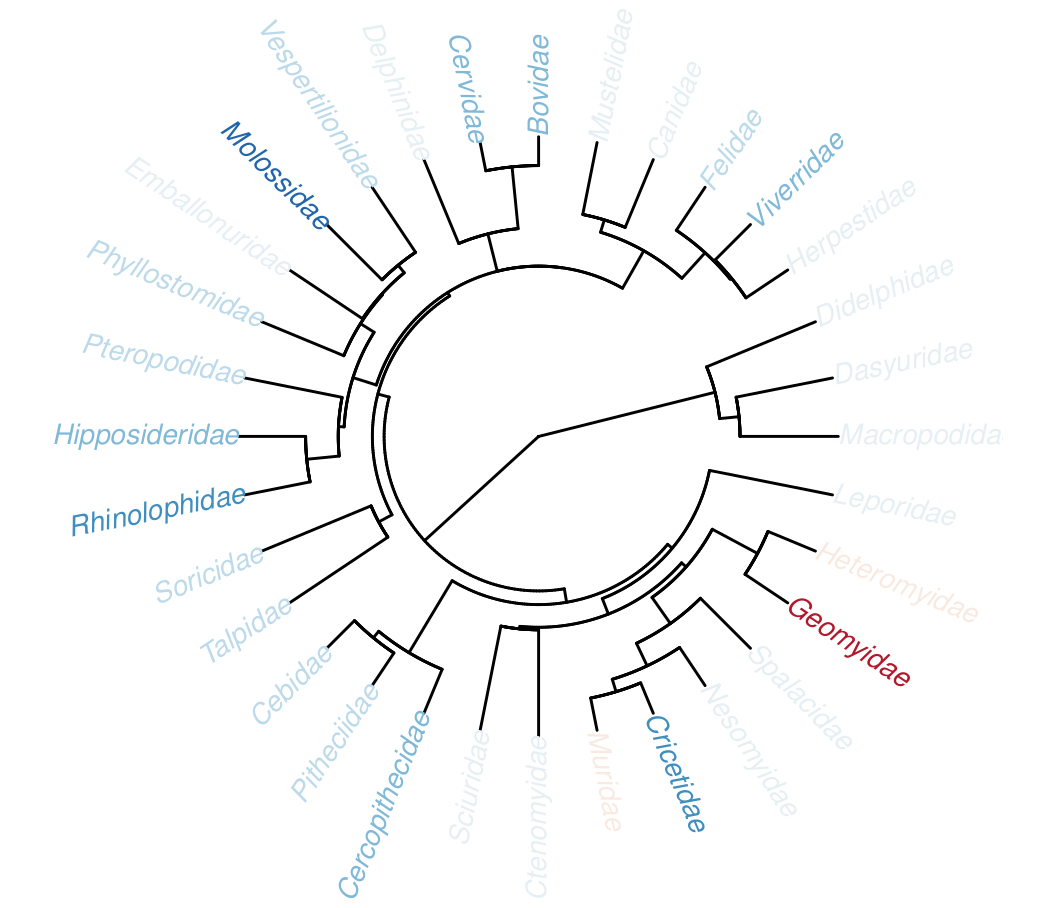 Vespertilionidae
Delphinidae
Cervidae
Bovidae
Mustelidae
Canidae
Felidae
Viverridae
Herpestidae
Didelphidae
Dasyuridae
Macropodida
Leporidae
Heteromyidae
Geomyidae
Spalacidae
Nesomyidae
Cricetidae
Muridae
Ctenomyidae
Sciuridae
Cercopithecidae
Pitheciidae
Cebidae
Talpidae
Soricidae
Rhinolophidae
Hipposideridae
Pteropodidae
Phyllostomidae
Emballonuridae
Molossidae